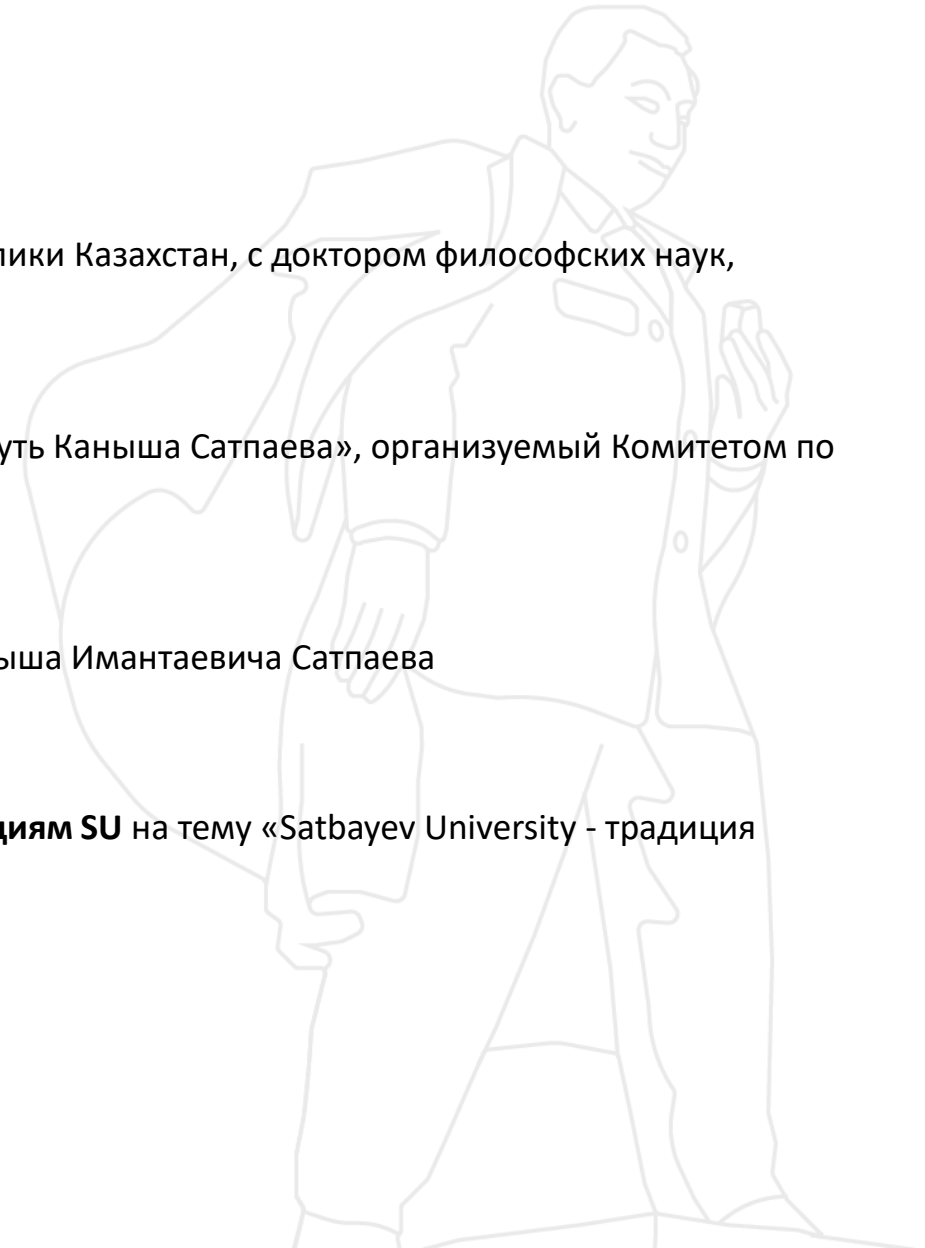 лики Казахстан, с доктором философских наук,
уть Каныша Сатпаева», организуемый Комитетом по
ыша Имантаевича Сатпаева
циям SU на тему «Satbayev University - традиция